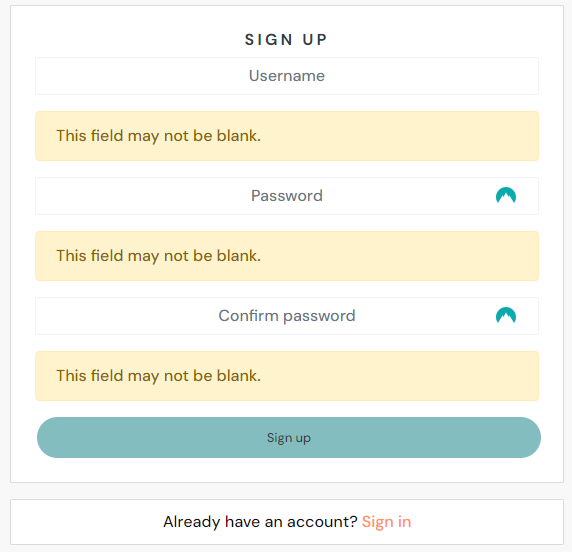 SIGN UP
Username
This field may not be blank.
Password
This field may not be blank.
Confirm password
This field may not be blank.
Sign up
Already have an account? Sign in